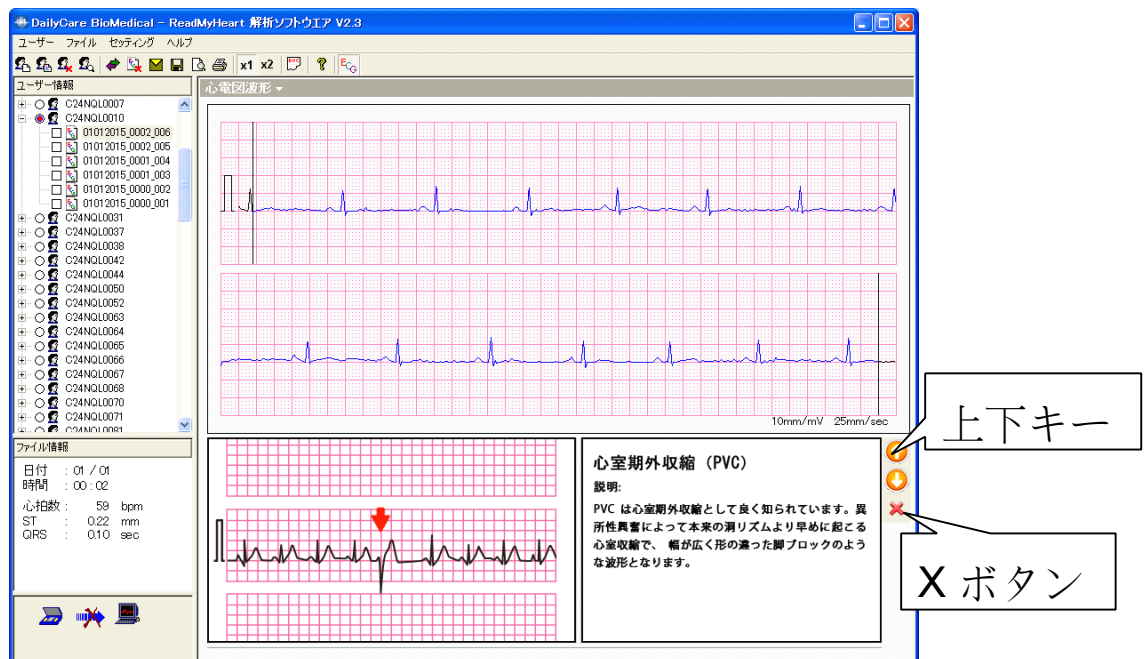 DailyCare BioMedical - ReadMyHeart 解析ソフトウエア V2.3
ユーザー ファイル セッティング ヘルプ
x1 x2 ECG
ユーザー情報
心電図波形
C24NQL0007
C24NQL0010
01012015_0002_006
01012015_0002_005
01012015_0001_004
01012015_0001_003
01012015_0000_002
01012015_0000_001
C24NQL0031
C24NQL0037
C24NQL0038
C24NQL0042
C24NQL0044
C24NQL0050
C24NQL0052
C24NQL0063
C24NQL0064
C24NQL0065
C24NQL0066
C24NQL0067
C24NQL0068
C24NQL0070
C24NQL0071
C24NQL0081
10mm/mV 25mm/sec
上下キー
ファイル情報
日付 : 01 / 01
時間 : 00 : 02
心拍数 : 59 bpm
ST : 0.22 mm
QRS : 0.10 sec
心室期外収縮 (PVC)
説明:
PVC は心室期外収縮として良く知られています。異
所性興奮によって本来の洞リズムより早めに起こる
心室収縮で、 幅が広く形の違った脚ブロックのよう
な波形となります。
X ボタン